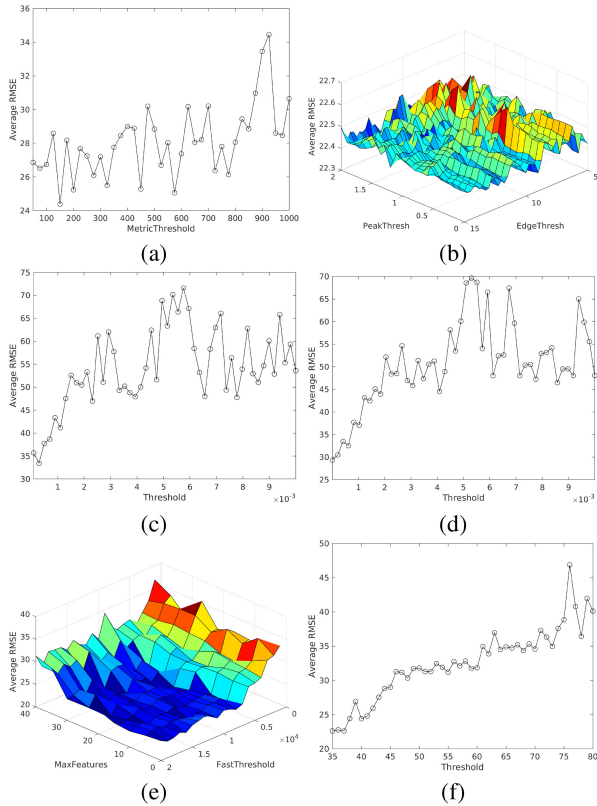 36
34
32
30
28
26
24
Average RMSE
100 200 300 400 500 600 700 800 900 1000
MetricThreshold
(a)
22.7
22.6
22.5
22.4
22.3
Average RMSE
2 1.5 1 0.5 0
PeakThresh
15 10 5
EdgeThresh
(b)
75
70
65
60
55
50
45
40
35
30
Average RMSE
1 2 3 4 5 6 7 8 9
Threshold
×10⁻³
(c)
70
65
60
55
50
45
40
35
30
25
Average RMSE
1 2 3 4 5 6 7 8 9
Threshold
×10⁻³
(d)
40
35
30
25
20
Average RMSE
40 30 20 10 0
MaxFeatures
2 1.5 1 0.5 0
×10⁴
FastThreshold
(e)
50
45
40
35
30
25
20
Average RMSE
35 40 45 50 55 60 65 70 75 80
Threshold
(f)